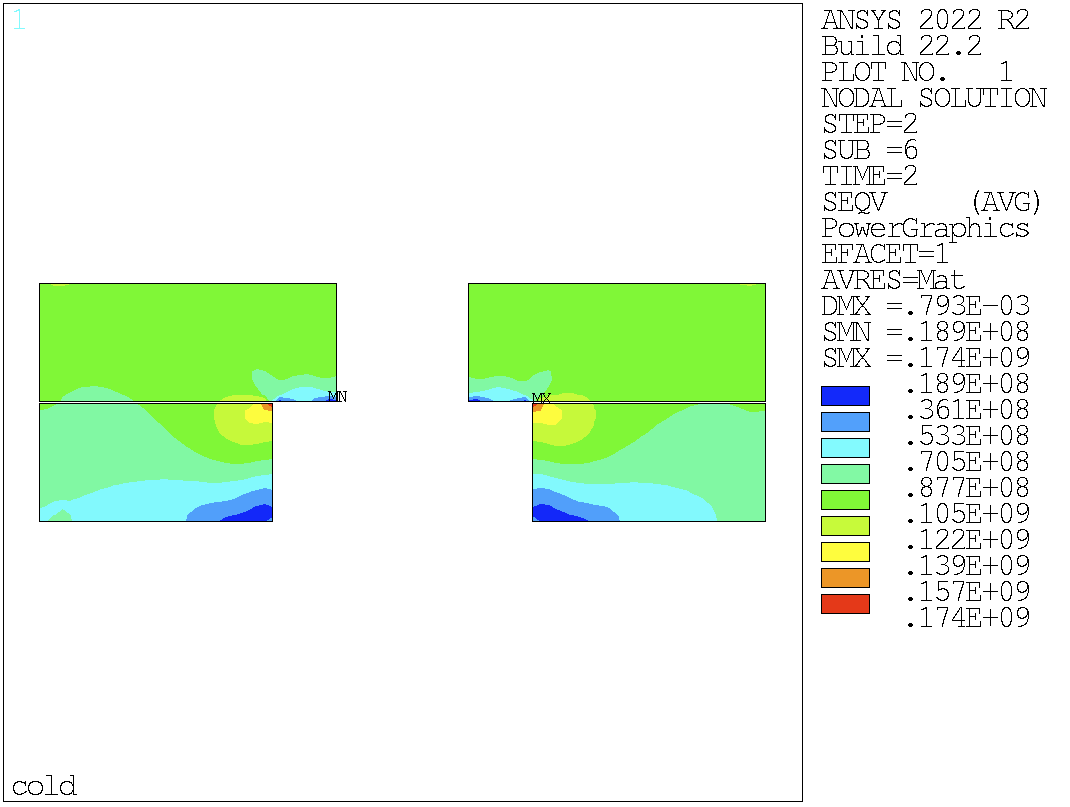 1
ANSYS 2022 R2
Build 22.2
PLOT NO.   1
NODAL SOLUTION
STEP=2
SUB =6
TIME=2
SEQV     (AVG)
PowerGraphics
EFACET=1
AVRES=Mat
DMX =.793E-03
SMN =.189E+08
SMX =.174E+09
.189E+08
.361E+08
.533E+08
.705E+08
.877E+08
.105E+09
.122E+09
.139E+09
.157E+09
.174E+09
MN
MX
cold